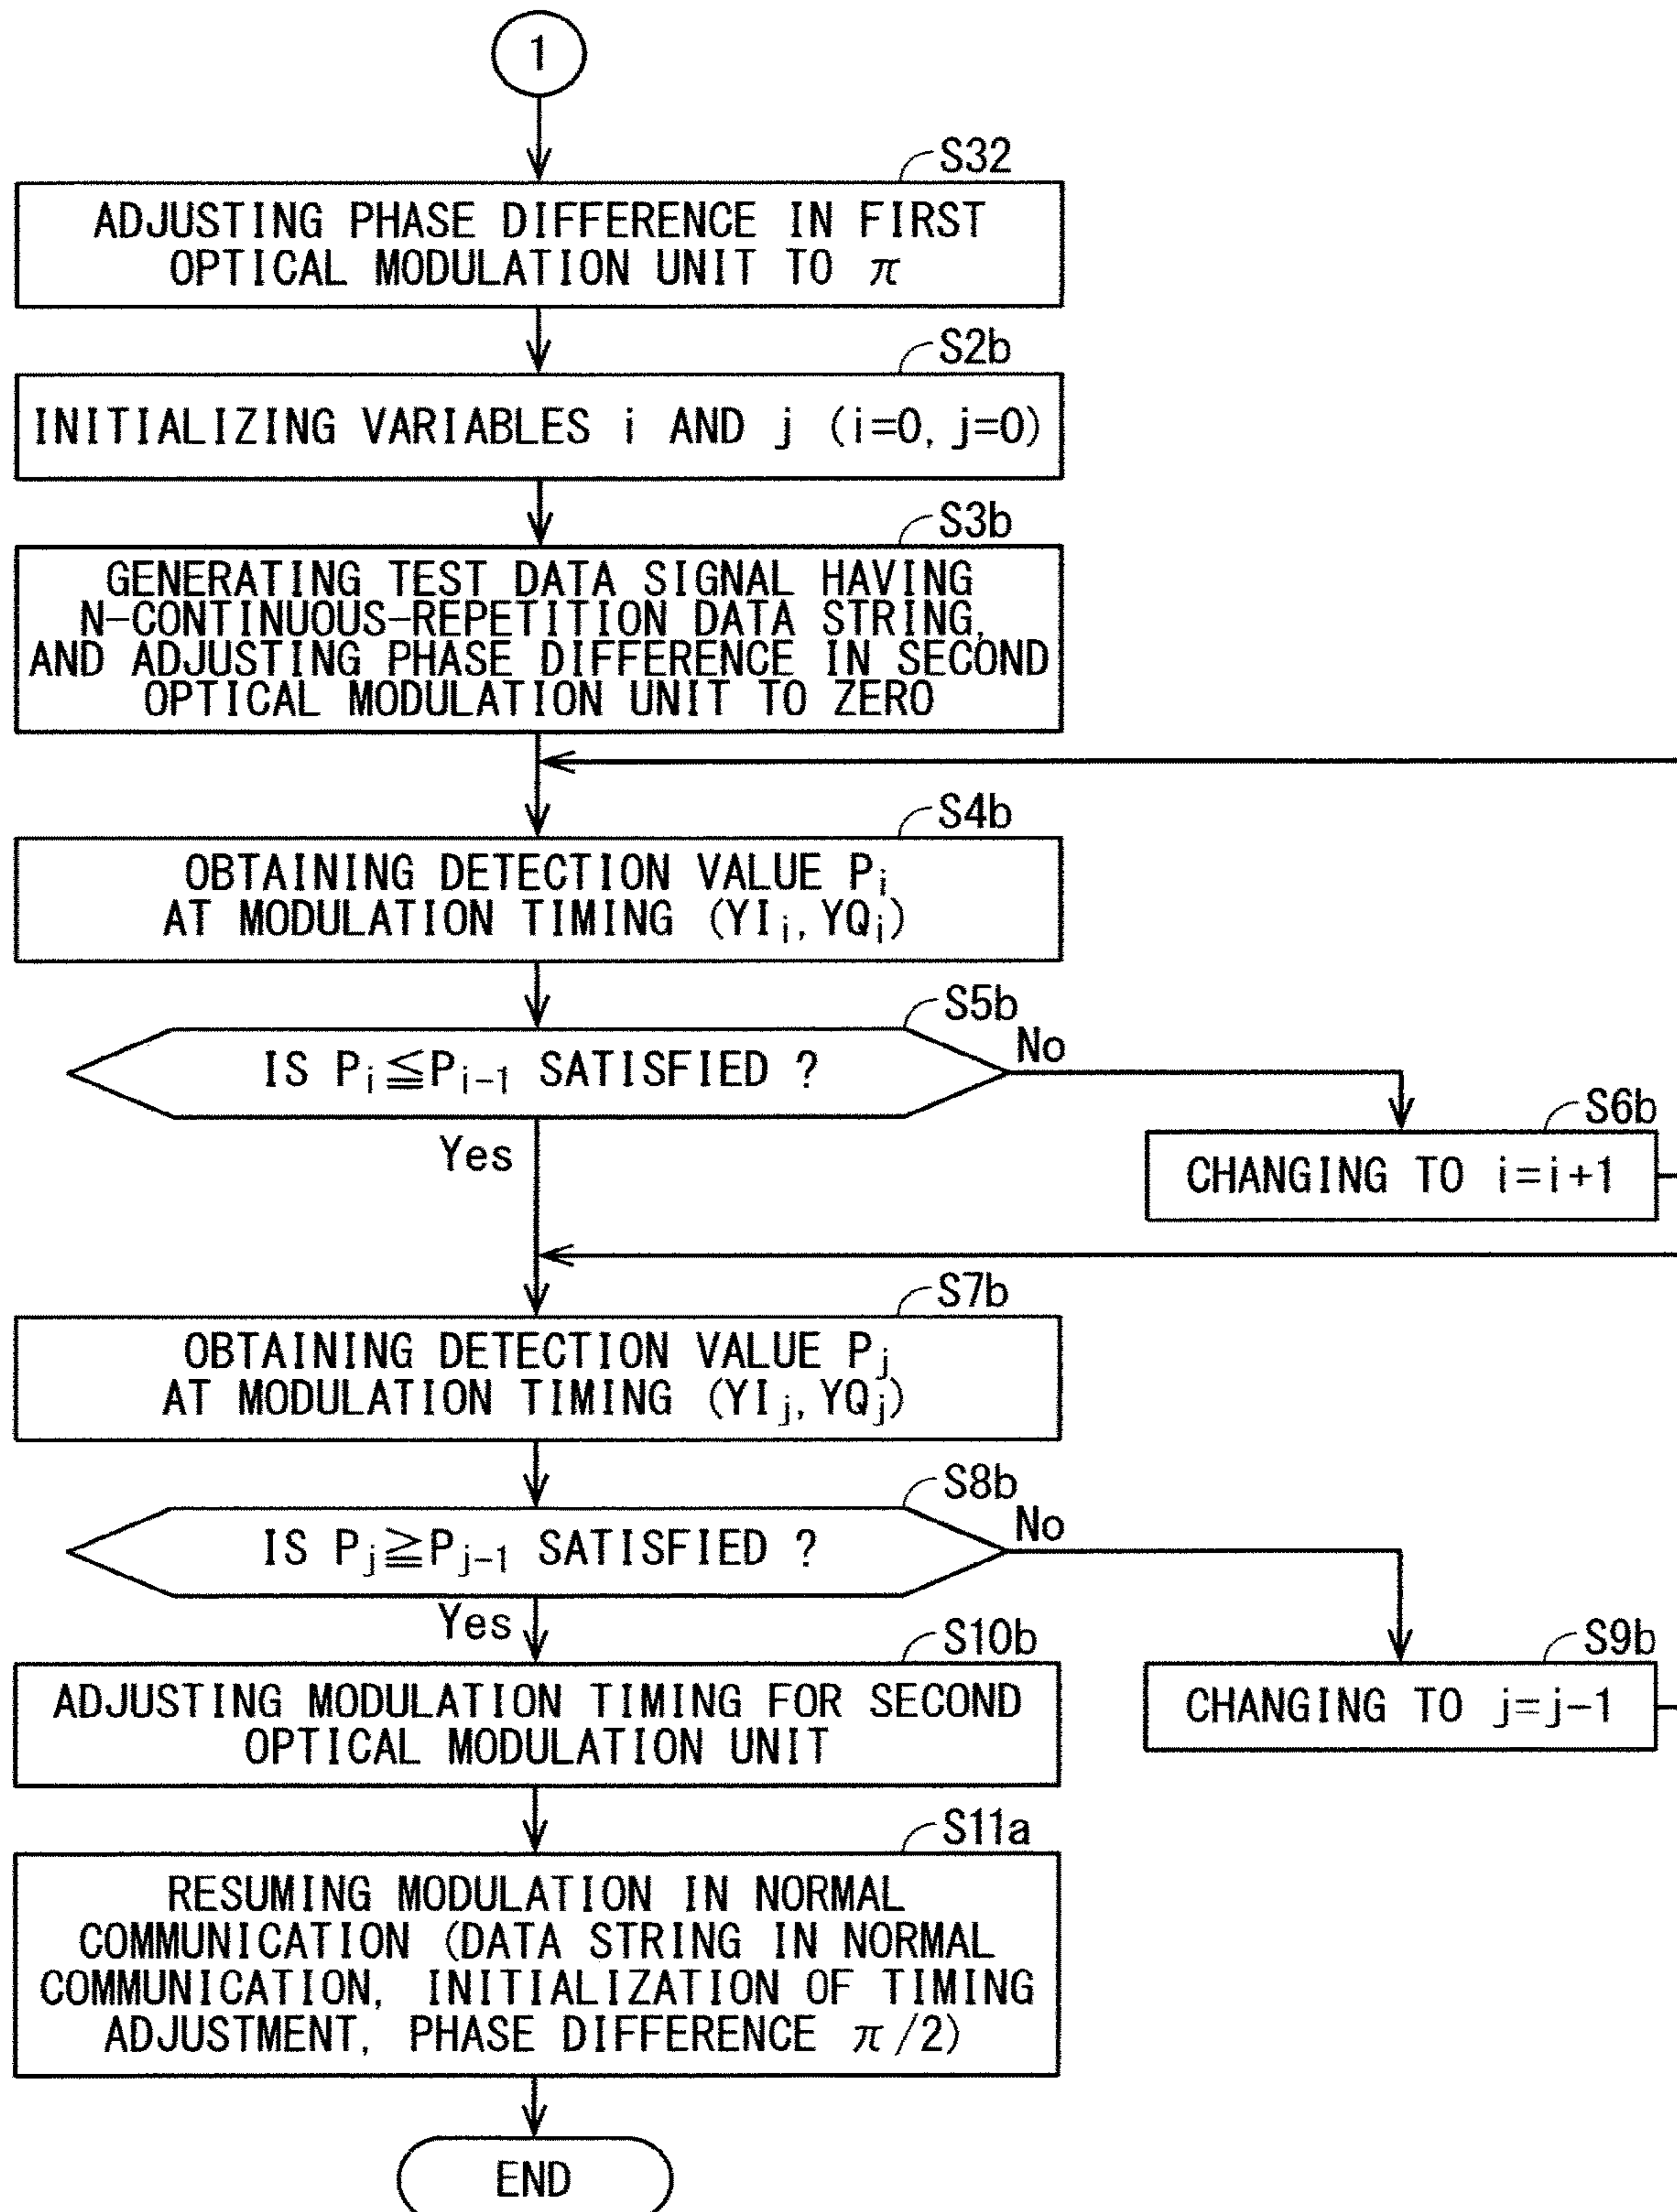 1
S32
ADJUSTING PHASE DIFFERENCE IN FIRST
OPTICAL MODULATION UNIT TO π
S2b
INITIALIZING VARIABLES i AND j (i=0, j=0)
S3b
GENERATING TEST DATA SIGNAL HAVING
N-CONTINUOUS-REPETITION DATA STRING,
AND ADJUSTING PHASE DIFFERENCE IN SECOND
OPTICAL MODULATION UNIT TO ZERO
S4b
OBTAINING DETECTION VALUE Pi
AT MODULATION TIMING (YIi, YQi)
S5b
IS Pi≦Pi-1 SATISFIED ?
No
Yes
S6b
CHANGING TO i=i+1
S7b
OBTAINING DETECTION VALUE Pj
AT MODULATION TIMING (YIj, YQj)
S8b
IS Pj≧Pj-1 SATISFIED ?
No
Yes
S9b
CHANGING TO j=j-1
S10b
ADJUSTING MODULATION TIMING FOR SECOND
OPTICAL MODULATION UNIT
S11a
RESUMING MODULATION IN NORMAL
COMMUNICATION (DATA STRING IN NORMAL
COMMUNICATION, INITIALIZATION OF TIMING
ADJUSTMENT, PHASE DIFFERENCE π/2)
END